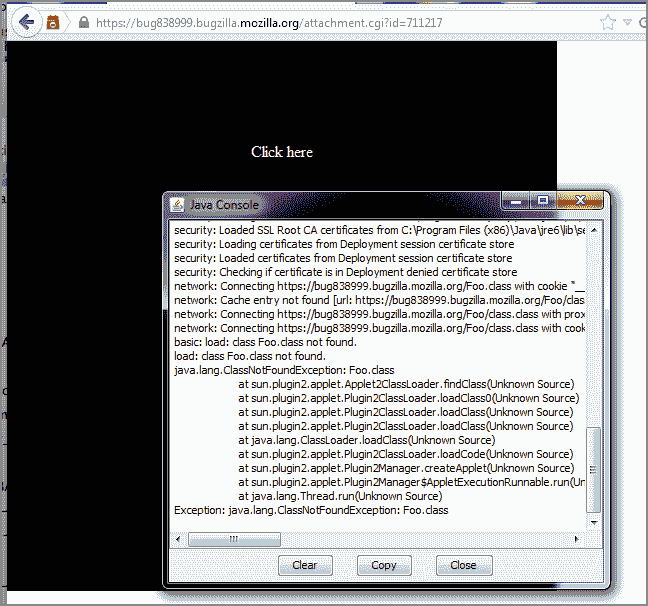 https://bug838999.bugzilla.mozilla.org/attachment.cgi?id=711217
Click here
Java Console
security: Loaded SSL Root CA certificates from C:\Program Files (x86)\Java\jre6\lib\se
security: Loading certificates from Deployment session certificate store
security: Loaded certificates from Deployment session certificate store
security: Checking if certificate is in Deployment denied certificate store
network: Connecting https://bug838999.bugzilla.mozilla.org/Foo.class with cookie "__
network: Cache entry not found [url: https://bug838999.bugzilla.mozilla.org/Foo/clas
network: Connecting https://bug838999.bugzilla.mozilla.org/Foo/class.class with prox
network: Connecting https://bug838999.bugzilla.mozilla.org/Foo/class.class with cook
basic: load: class Foo.class not found.
load: class Foo.class not found.
java.lang.ClassNotFoundException: Foo.class
at sun.plugin2.applet.Applet2ClassLoader.findClass(Unknown Source)
at sun.plugin2.applet.Plugin2ClassLoader.loadClass0(Unknown Source)
at sun.plugin2.applet.Plugin2ClassLoader.loadClass(Unknown Source)
at sun.plugin2.applet.Plugin2ClassLoader.loadClass(Unknown Source)
at java.lang.ClassLoader.loadClass(Unknown Source)
at sun.plugin2.applet.Plugin2ClassLoader.loadCode(Unknown Source)
at sun.plugin2.applet.Plugin2Manager.createApplet(Unknown Source)
at sun.plugin2.applet.Plugin2Manager$AppletExecutionRunnable.run(Un
at java.lang.Thread.run(Unknown Source)
Exception: java.lang.ClassNotFoundException: Foo.class
Clear
Copy
Close